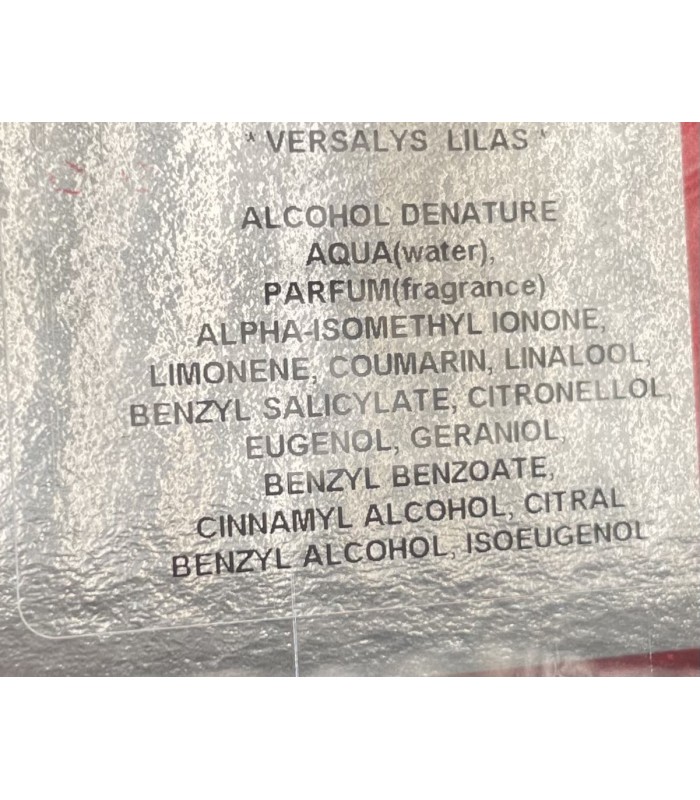 * VERSALYS LILAS *
ALCOHOL DENATURE
AQUA(water),
PARFUM(fragrance)
ALPHA-ISOMETHYL IONONE,
LIMONENE, COUMARIN, LINALOOL,
BENZYL SALICYLATE, CITRONELLOL,
EUGENOL, GERANIOL,
BENZYL BENZOATE,
CINNAMYL ALCOHOL, CITRAL
BENZYL ALCOHOL, ISOEUGENOL